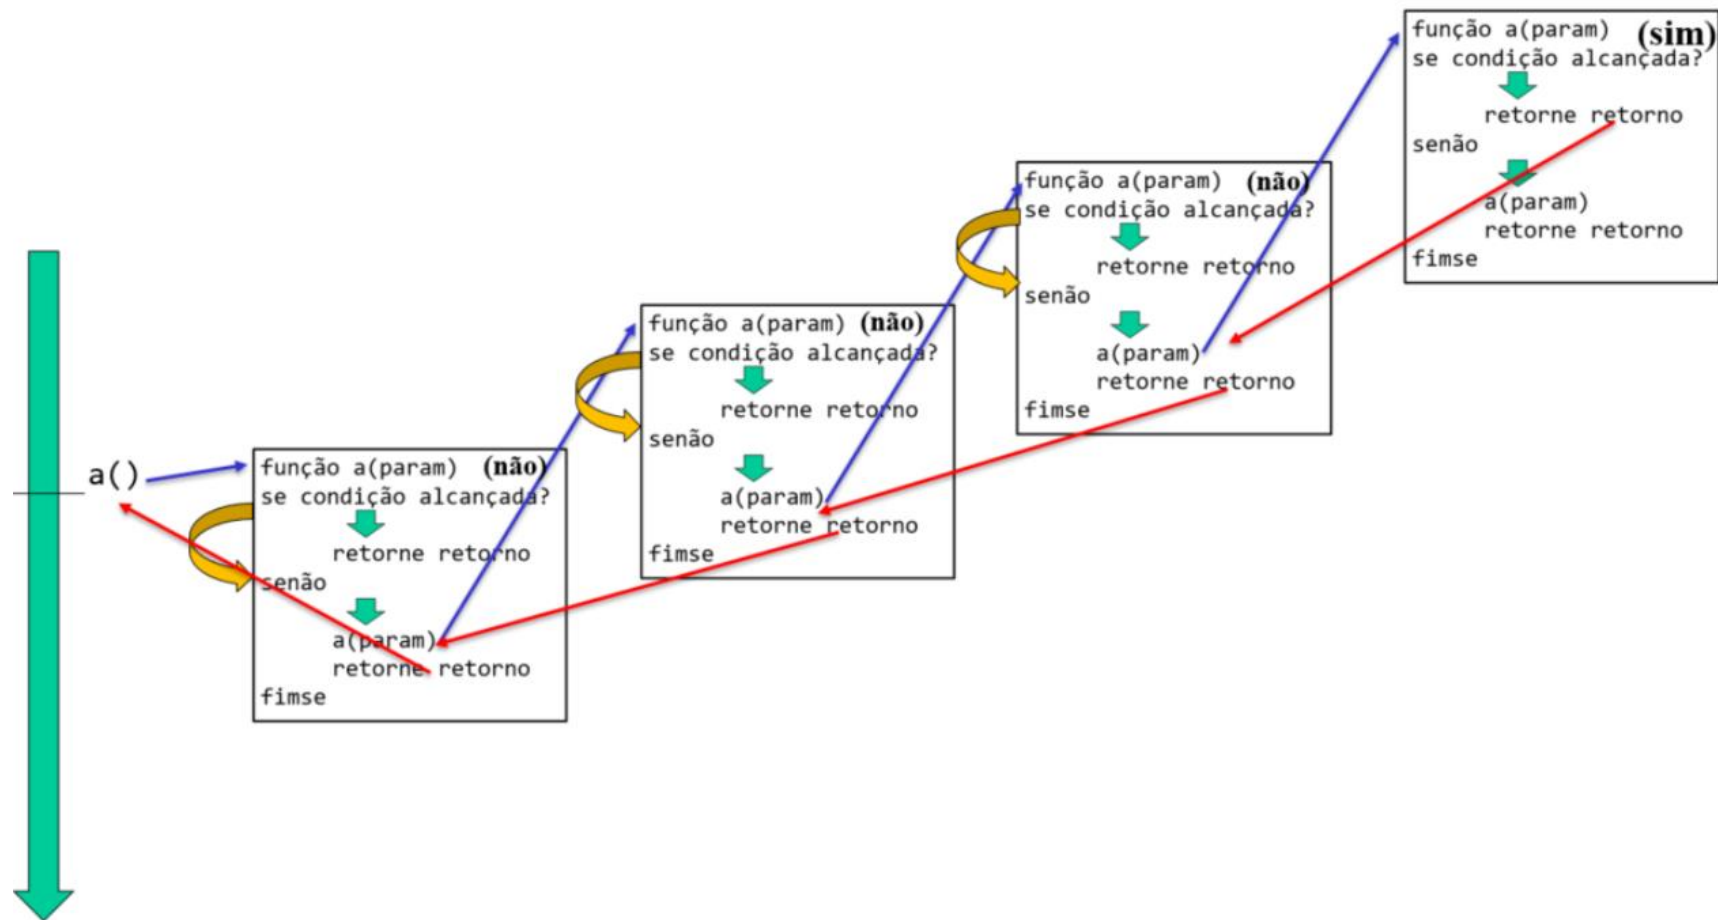 a()
função a(param) (não)
se condição alcançada?
retorne retorno
senão
a(param)
retorne retorno
fimse
função a(param) (não)
se condição alcançada?
retorne retorno
senão
a(param)
retorne retorno
fimse
função a(param) (não)
se condição alcançada?
retorne retorno
senão
a(param)
retorne retorno
fimse
função a(param) (sim)
se condição alcançada?
retorne retorno
senão
a(param)
retorne retorno
fimse